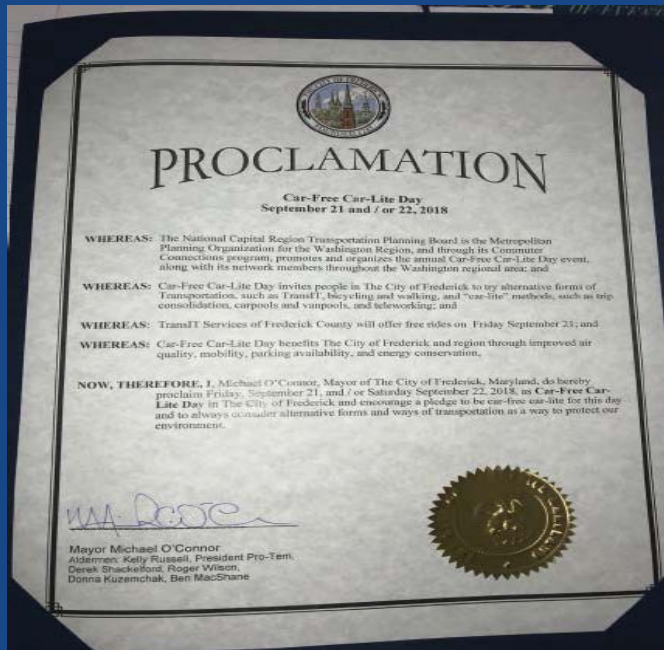 THE CITY OF FREDERICK
PROCLAMATION
Car-Free Car-Lite Day
September 21 and / or 22, 2018
WHEREAS: The National Capital Region Transportation Planning Board is the Metropolitan
Planning Organization for the Washington Region, and through its Commuter
Connections program, promotes and organizes the annual Car-Free Car-Lite Day event,
along with its network members throughout the Washington regional area; and
WHEREAS: Car-Free Car-Lite Day invites people in The City of Frederick to try alternative forms of
Transportation, such as TransIT, bicycling and walking, and "car-lite" methods, such as trip
consolidation, carpools and vanpools, and teleworking; and
WHEREAS: TransIT Services of Frederick County will offer free rides on Friday September 21; and
WHEREAS: Car-Free Car-Lite Day benefits The City of Frederick and region through improved air
quality, mobility, parking availability, and energy conservation,
NOW, THEREFORE, I, Michael O'Connor, Mayor of The City of Frederick, Maryland, do hereby
proclaim Friday, September 21, and / or Saturday September 22, 2018, as Car-Free Car-
Lite Day in The City of Frederick and encourage a pledge to be car-free car-lite for this day
and to always consider alternative forms and ways of transportation as a way to protect our
environment.
Mayor Michael O'Connor
Aldermen: Kelly Russell, President Pro-Tem,
Derek Shackelford, Roger Wilson,
Donna Kuzemchak, Ben MacShane